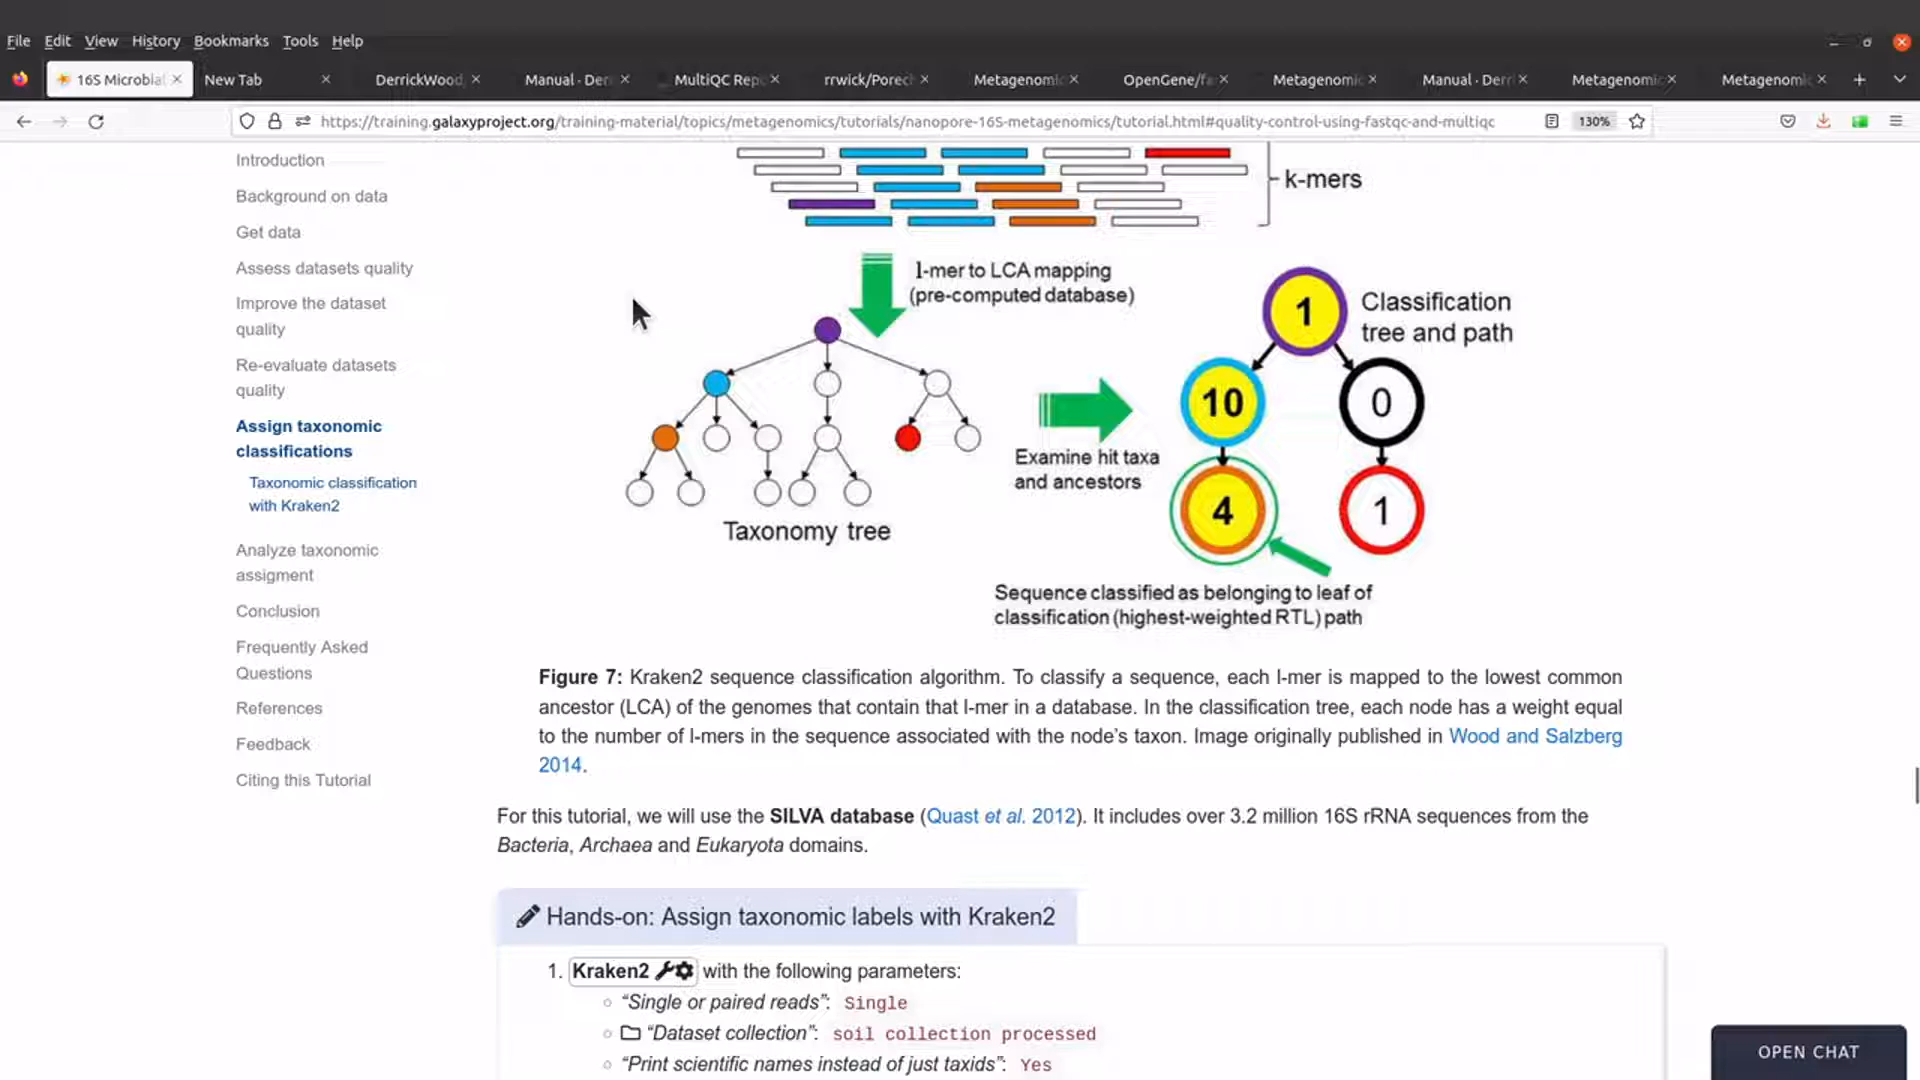 File Edit View History Bookmarks Tools Help
16S Microbial New Tab DerrickWood Manual · Der MultiQC Rep rrwick/Porech Metagenomic OpenGene/fa Metagenomic Manual · Derr Metagenomic Metagenomic
https://training.galaxyproject.org/training-material/topics/metagenomics/tutorials/nanopore-16S-metagenomics/tutorial.html#quality-control-using-fastqc-and-multiqc 130%
Introduction
Background on data
Get data
Assess datasets quality
Improve the dataset
quality
Re-evaluate datasets
quality
Assign taxonomic
classifications
Taxonomic classification
with Kraken2
Analyze taxonomic
assigment
Conclusion
Frequently Asked
Questions
References
Feedback
Citing this Tutorial
k-mers
l-mer to LCA mapping
(pre-computed database)
Taxonomy tree
Examine hit taxa
and ancestors
1
Classification
tree and path
10 0
4 1
Sequence classified as belonging to leaf of
classification (highest-weighted RTL) path
Figure 7: Kraken2 sequence classification algorithm. To classify a sequence, each l-mer is mapped to the lowest common
ancestor (LCA) of the genomes that contain that l-mer in a database. In the classification tree, each node has a weight equal
to the number of l-mers in the sequence associated with the node's taxon. Image originally published in Wood and Salzberg
2014.
For this tutorial, we will use the SILVA database (Quast et al. 2012). It includes over 3.2 million 16S rRNA sequences from the
Bacteria, Archaea and Eukaryota domains.
Hands-on: Assign taxonomic labels with Kraken2
1. Kraken2 with the following parameters:
"Single or paired reads": Single
"Dataset collection": soil collection processed
"Print scientific names instead of just taxids": Yes
OPEN CHAT